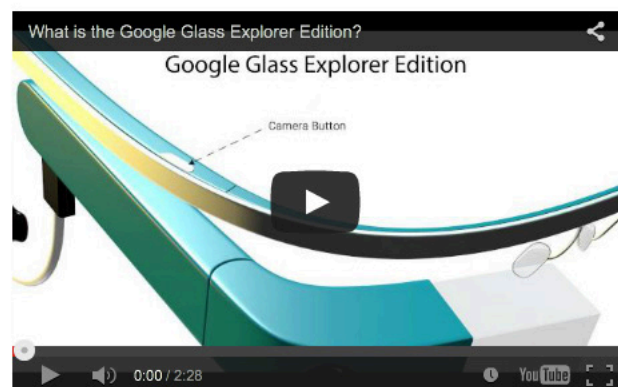 What is the Google Glass Explorer Edition?
Google Glass Explorer Edition
Camera Button
0:00 / 2:28
YouTube